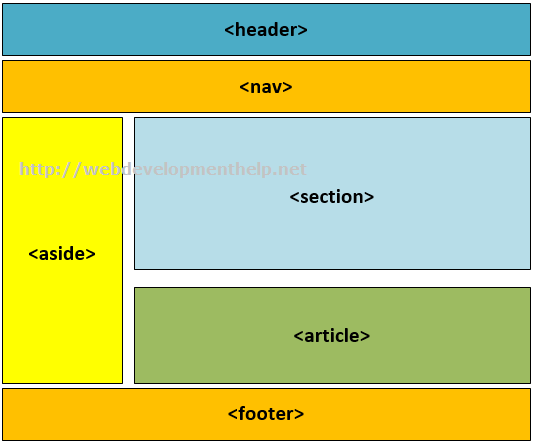 <header>
<nav>
http://webdevelopmenthelp.net
<section>
<aside>
<article>
<footer>